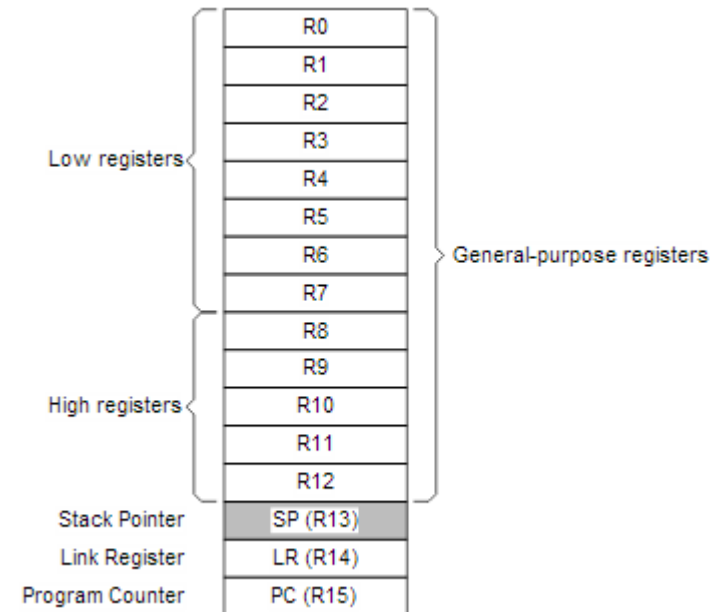 R0
R1
R2
R3
Low registers
R4
R5
R6
General-purpose registers
R7
R8
R9
High registers
R10
R11
R12
Stack Pointer
SP (R13)
Link Register
LR (R14)
Program Counter
PC (R15)